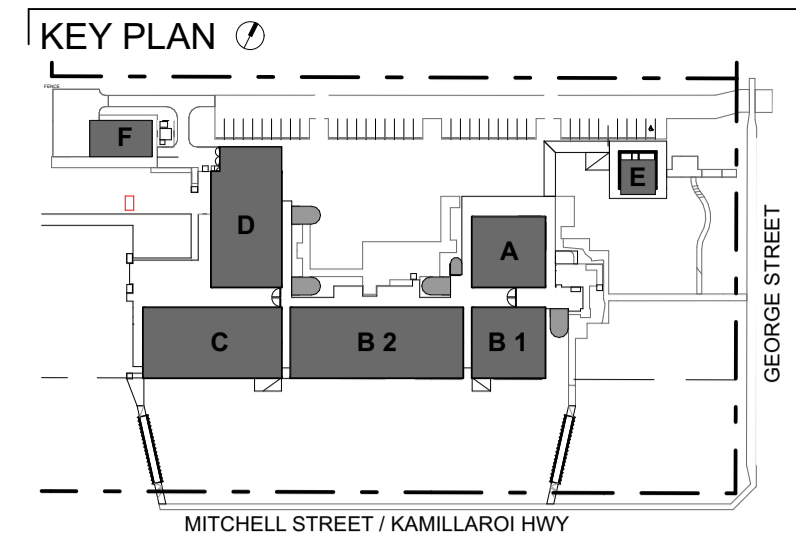 KEY PLAN
FENCE
F
E
D
A
GEORGE STREET
C
B 2
B 1
MITCHELL STREET / KAMILLAROI HWY